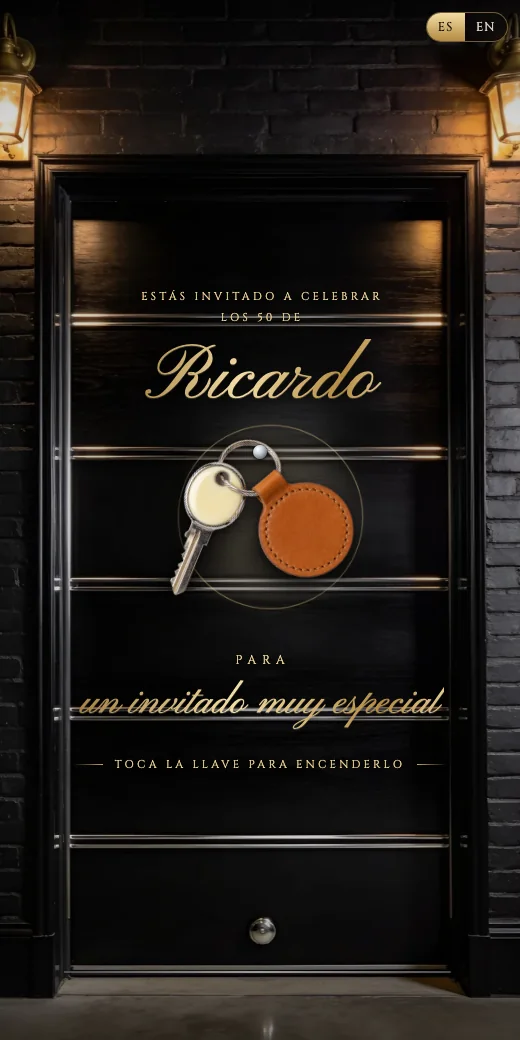 ES EN
ESTÁS INVITADO A CELEBRAR
LOS 50 DE
Ricardo
PARA
un invitado muy especial
TOCA LA LLAVE PARA ENCENDERLO